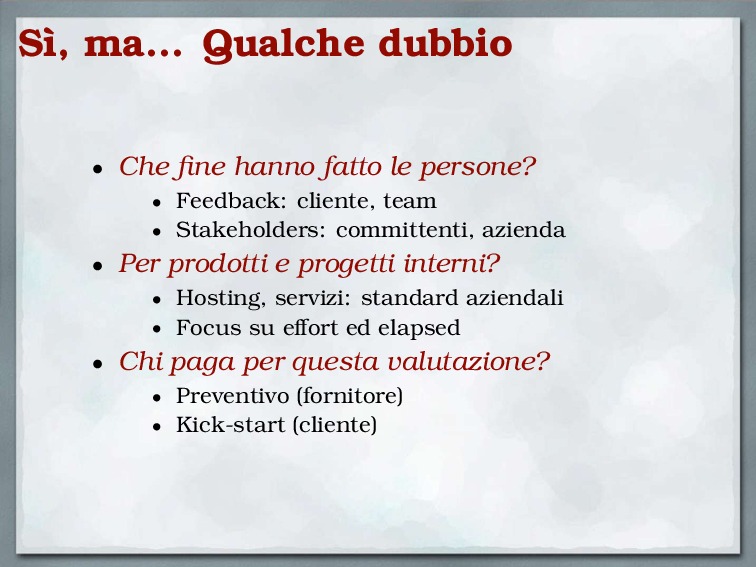 Sì, ma... Qualche dubbio
• Che fine hanno fatto le persone?
• Feedback: cliente, team
• Stakeholders: committenti, azienda
• Per prodotti e progetti interni?
• Hosting, servizi: standard aziendali
• Focus su effort ed elapsed
• Chi paga per questa valutazione?
• Preventivo (fornitore)
• Kick-start (cliente)